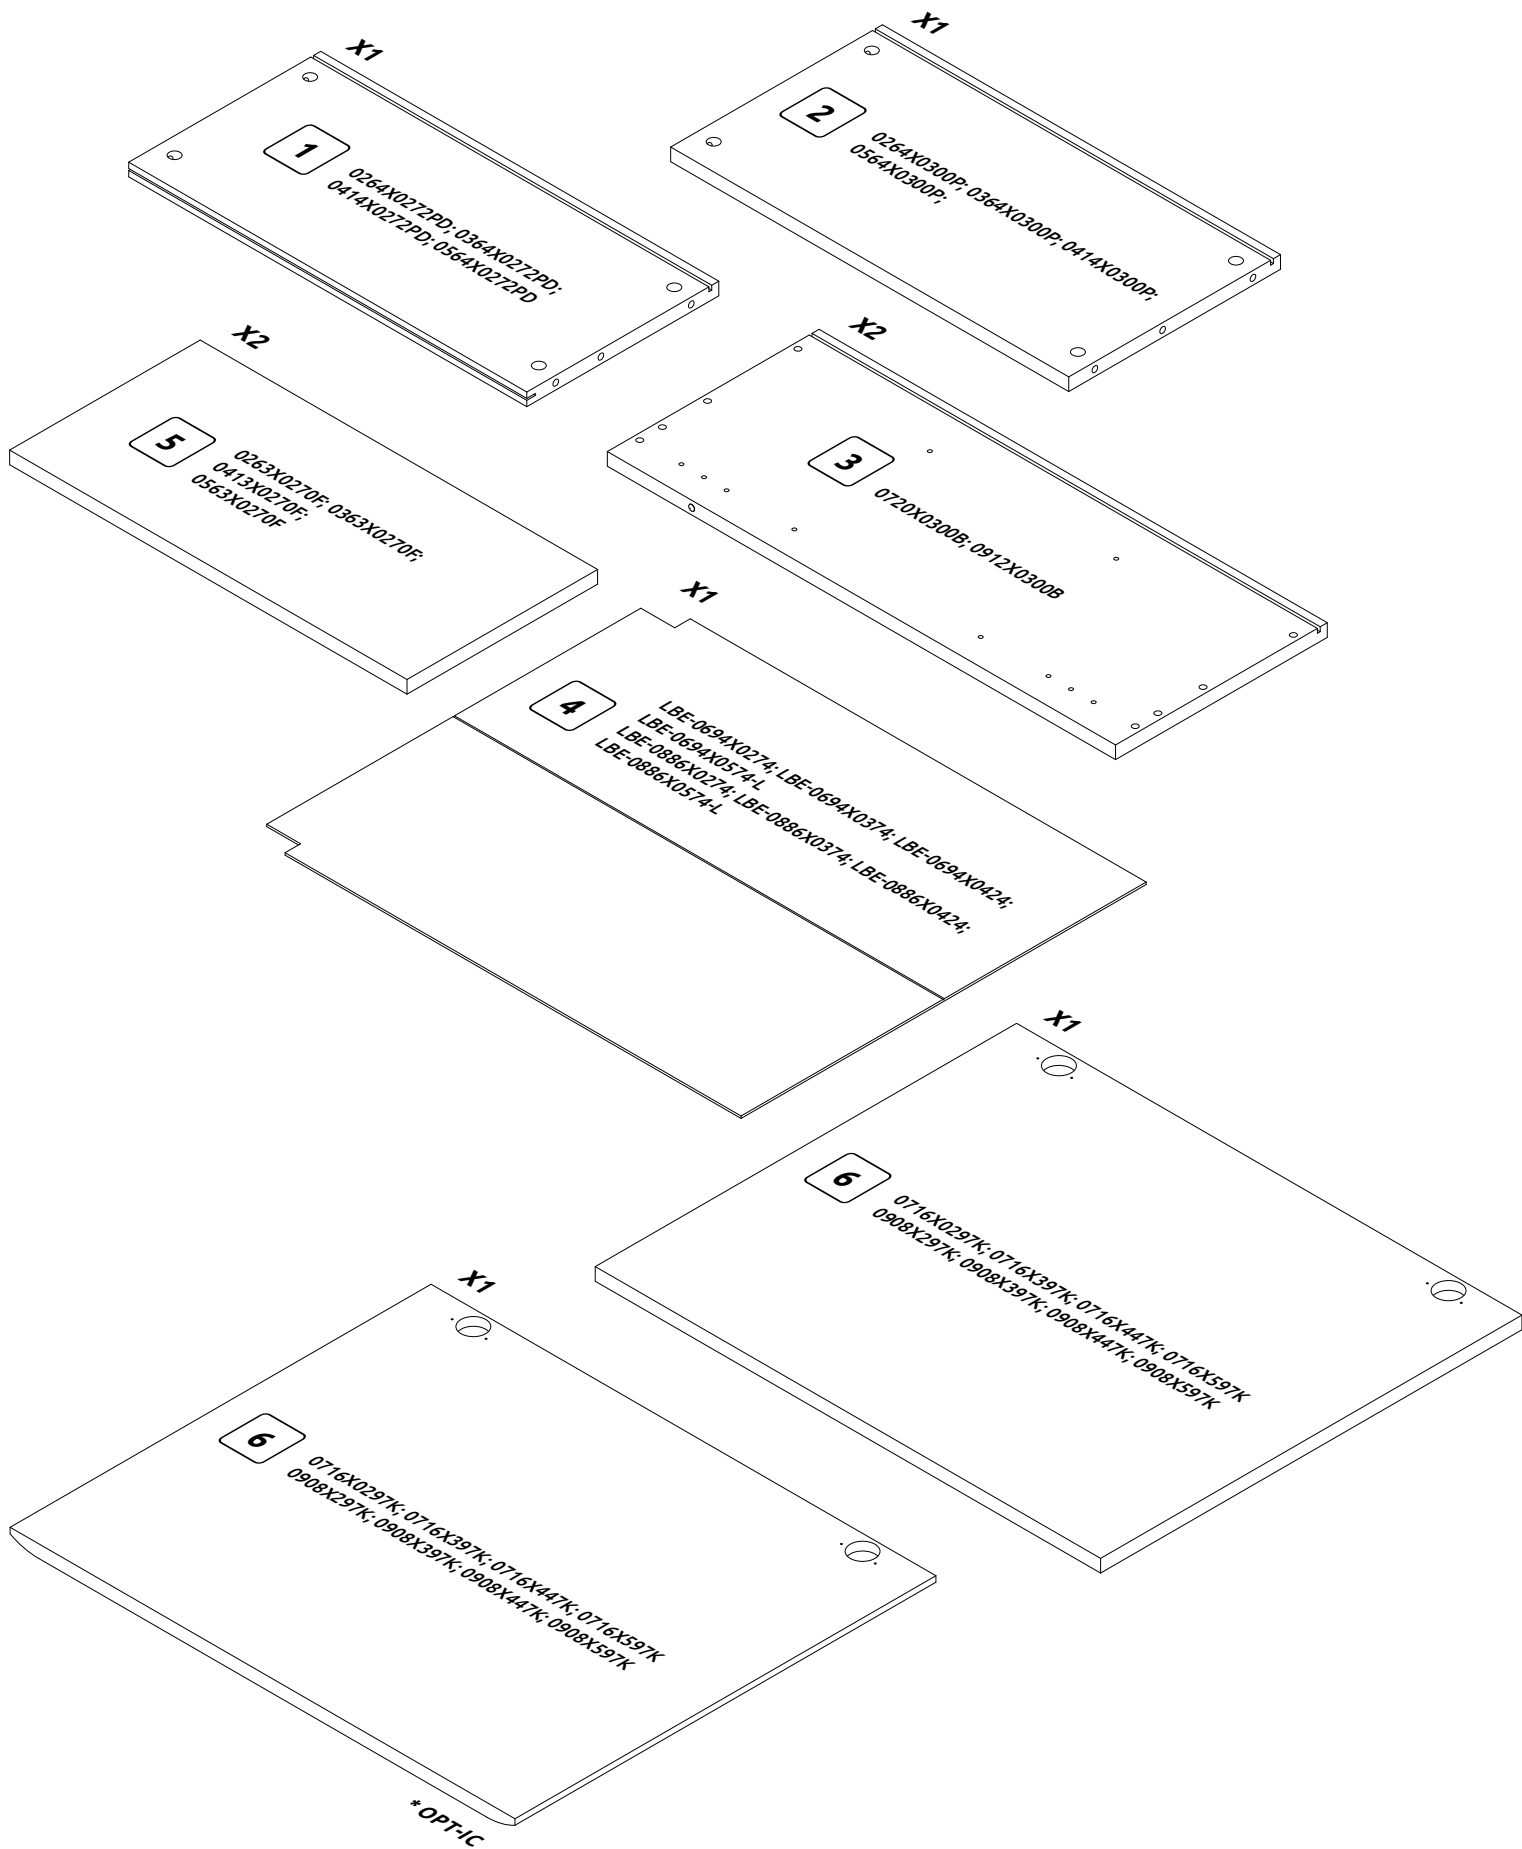 X1
1
0264X0272PD; 0364X0272PD;
0414X0272PD; 0564X0272PD
X1
2
0264X0300P; 0364X0300P; 0414X0300P;
0564X0300P;
X2
5
0263X0270F; 0363X0270F;
0413X0270F;
0563X0270F
X2
3
0720X0300B; 0912X0300B
X1
4
LBE-0694X0274; LBE-0694X0374; LBE-0694X0424;
LBE-0694X0574-L
LBE-0886X0274; LBE-0886X0374; LBE-0886X0424;
LBE-0886X0574-L
X1
6
0716X0297K; 0716X397K; 0716X447K; 0716X597K
0908X297K; 0908X397K; 0908X447K; 0908X597K
X1
6
0716X0297K; 0716X397K; 0716X447K; 0716X597K
0908X297K; 0908X397K; 0908X447K; 0908X597K
* OPT-IC